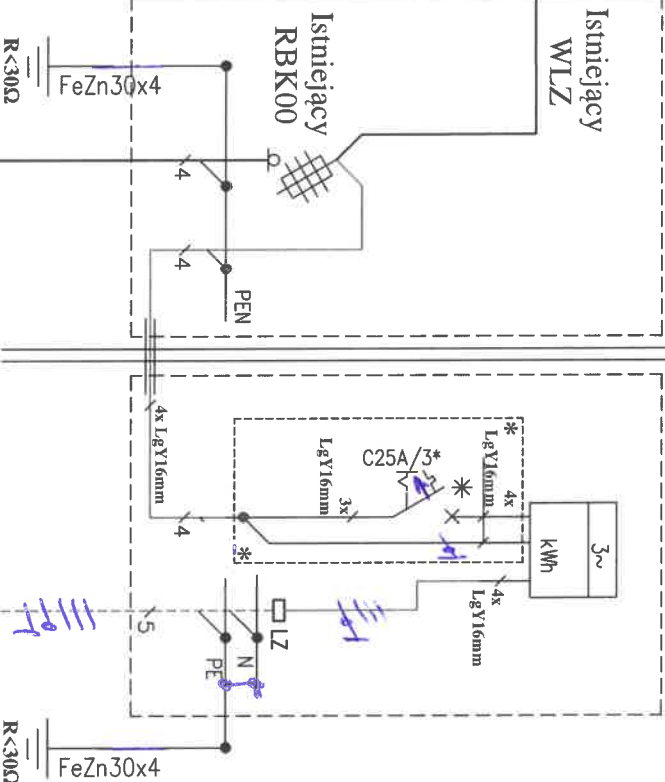 Istniejący
WLZ
Istniejący
RBK00
R<30Ω
FeZn30x4
4
4
PEN
4x LgY16mm
4
*
LgY16mm
4x
C25A/3*
LgY16mm
3x
*
3~
kWh
4x
LgY16mm
LZ
N
PE
5
R<30Ω
FeZn30x4